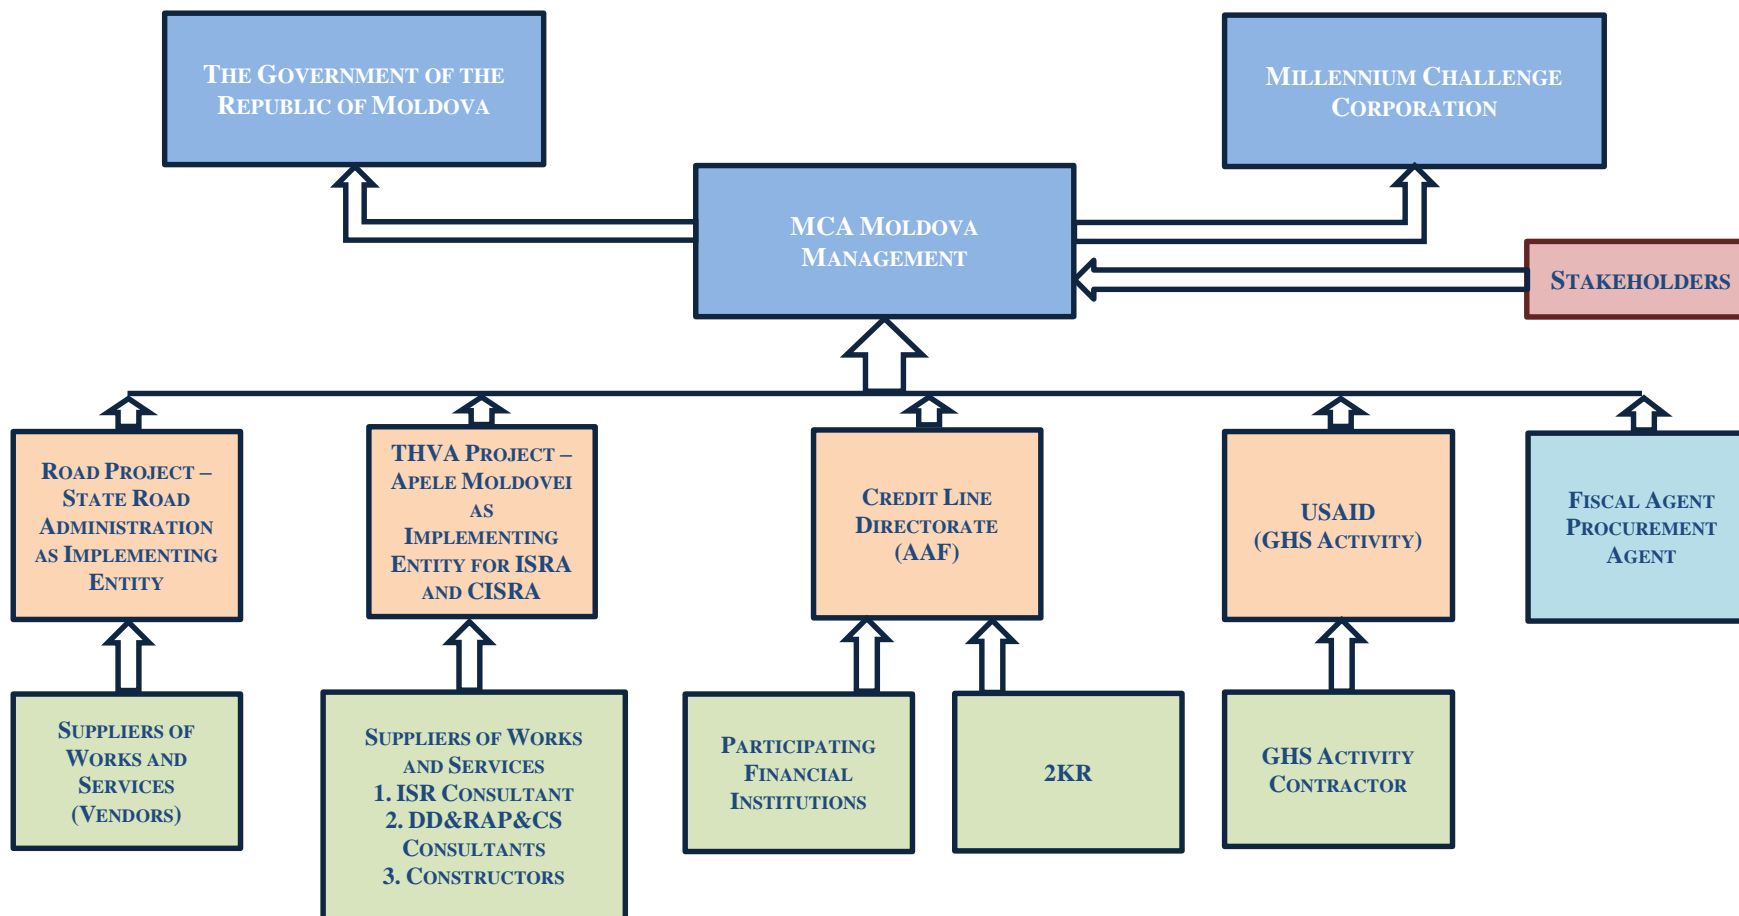 THE GOVERNMENT OF THE
REPUBLIC OF MOLDOVA
MILLENNIUM CHALLENGE
CORPORATION
MCA MOLDOVA
MANAGEMENT
STAKEHOLDERS
ROAD PROJECT –
STATE ROAD
ADMINISTRATION
AS IMPLEMENTING
ENTITY
THVA PROJECT –
APELE MOLDOVEI
AS
IMPLEMENTING
ENTITY FOR ISRA
AND CISRA
CREDIT LINE
DIRECTORATE
(AAF)
USAID
(GHS ACTIVITY)
FISCAL AGENT
PROCUREMENT
AGENT
SUPPLIERS OF
WORKS AND
SERVICES
(VENDORS)
SUPPLIERS OF WORKS
AND SERVICES
1. ISR CONSULTANT
2. DD&RAP&CS
CONSULTANTS
3. CONSTRUCTORS
PARTICIPATING
FINANCIAL
INSTITUTIONS
2KR
GHS ACTIVITY
CONTRACTOR